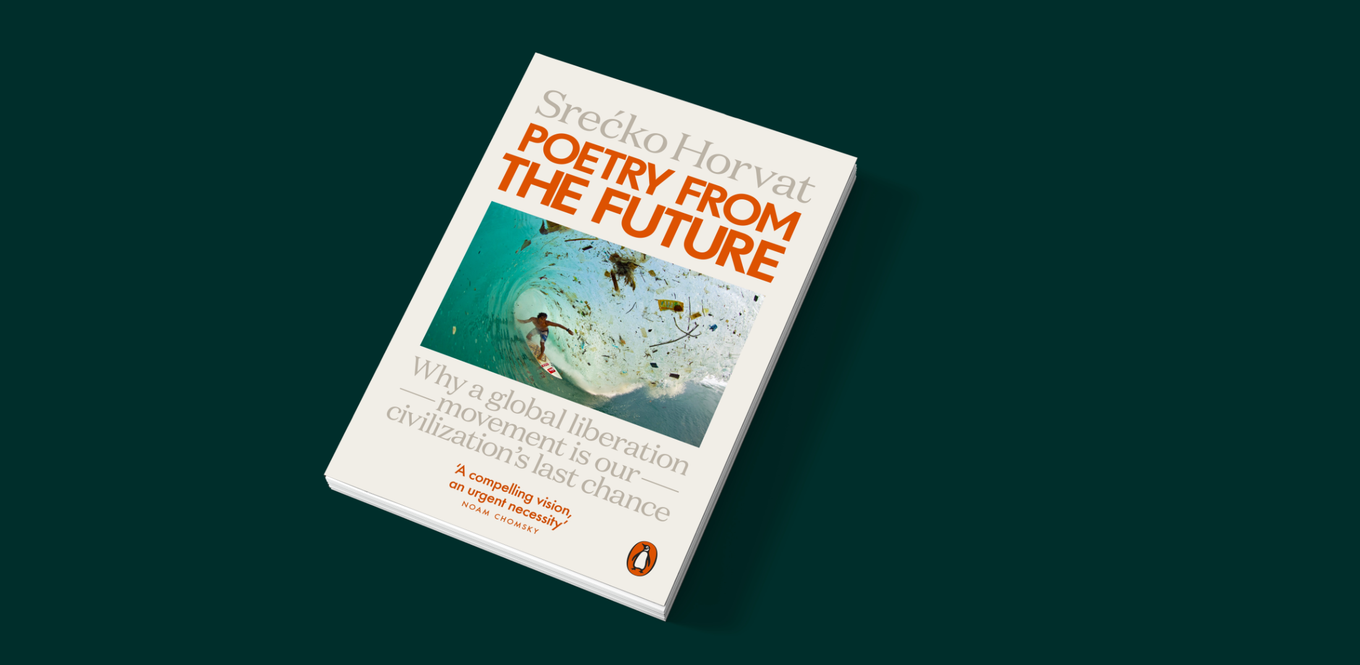 Srećko Horvat
POETRY FROM
THE FUTURE
Why a global liberation
—movement is our—
civilization's last chance
‘A compelling vision,
an urgent necessity’
NOAM CHOMSKY